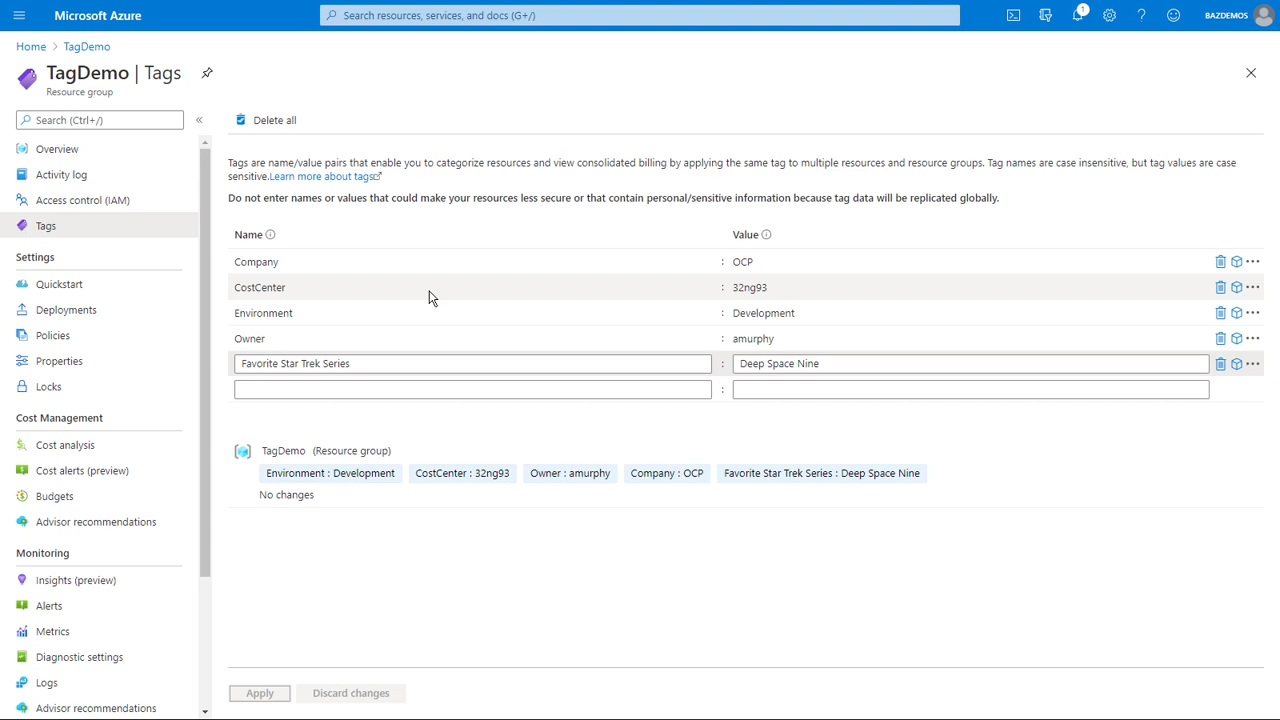 Microsoft Azure
Search resources, services, and docs (G+/)
1
BAZDEMOS
Home > TagDemo
TagDemo | Tags
Resource group
Search (Ctrl+/)
«
Overview
Activity log
Access control (IAM)
Tags
Settings
Quickstart
Deployments
Policies
Properties
Locks
Cost Management
Cost analysis
Cost alerts (preview)
Budgets
Advisor recommendations
Monitoring
Insights (preview)
Alerts
Metrics
Diagnostic settings
Logs
Advisor recommendations
Delete all
Tags are name/value pairs that enable you to categorize resources and view consolidated billing by applying the same tag to multiple resources and resource groups. Tag names are case insensitive, but tag values are case
sensitive.Learn more about tags
Do not enter names or values that could make your resources less secure or that contain personal/sensitive information because tag data will be replicated globally.
Name Value
Company : OCP
CostCenter : 32ng93
Environment : Development
Owner : amurphy
Favorite Star Trek Series : Deep Space Nine
:
TagDemo (Resource group)
Environment : Development CostCenter : 32ng93 Owner : amurphy Company : OCP Favorite Star Trek Series : Deep Space Nine
No changes
Apply Discard changes